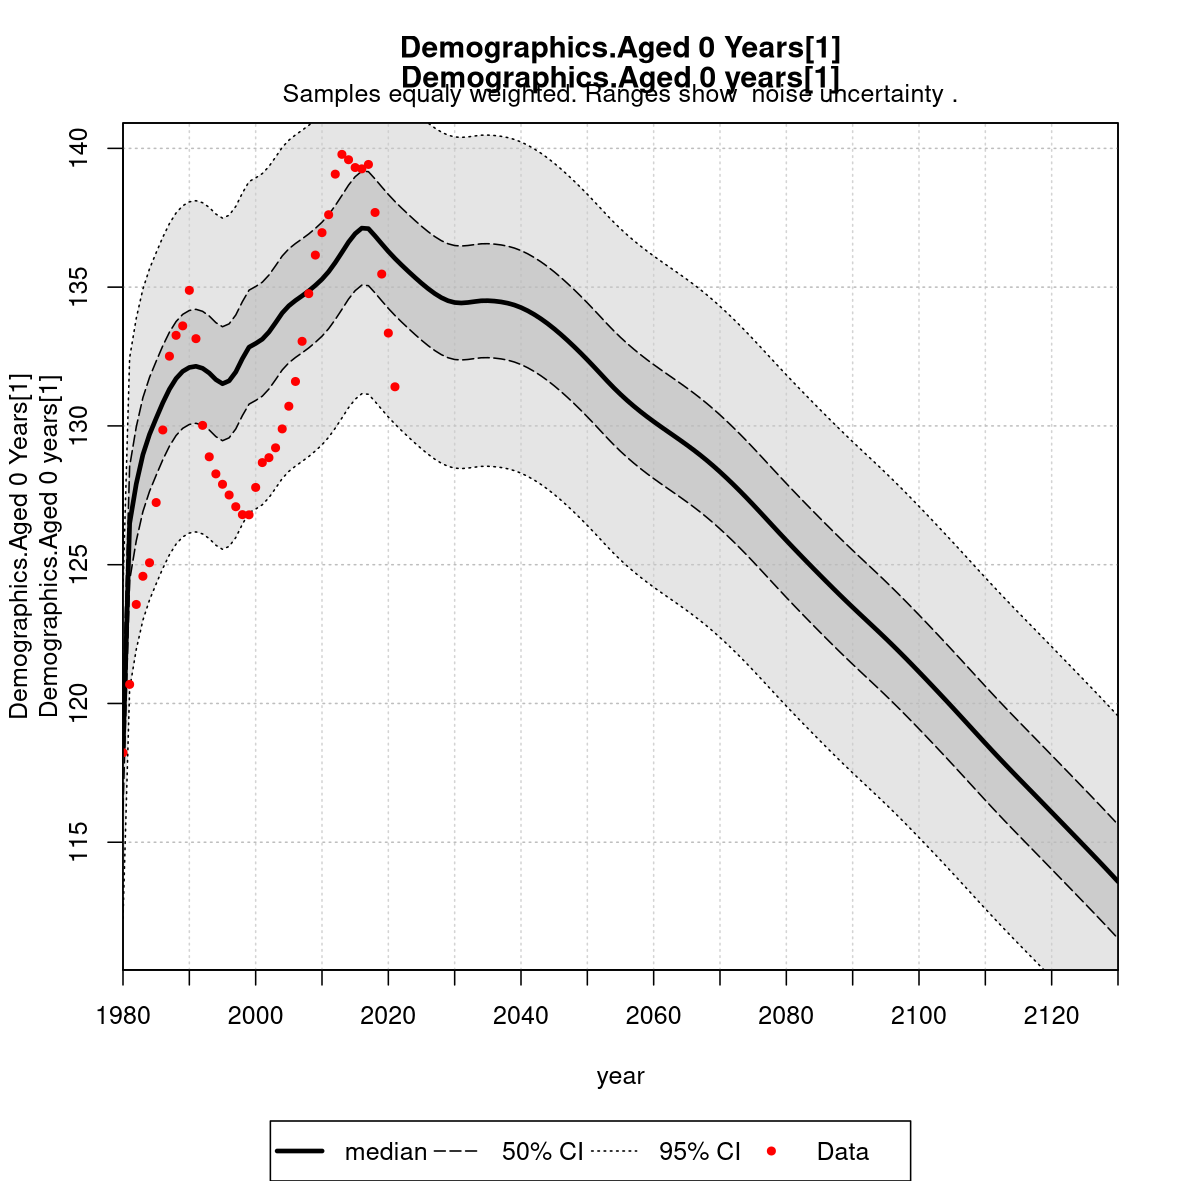 Demographics.Aged 0 Years[1]
Demographics.Aged 0 years[1]
Samples equaly weighted. Ranges show  noise uncertainty .
Demographics.Aged 0 Years[1]
Demographics.Aged 0 years[1]
140
135
130
125
120
115
1980 2000 2020 2040 2060 2080 2100 2120
year
median 50% CI 95% CI Data